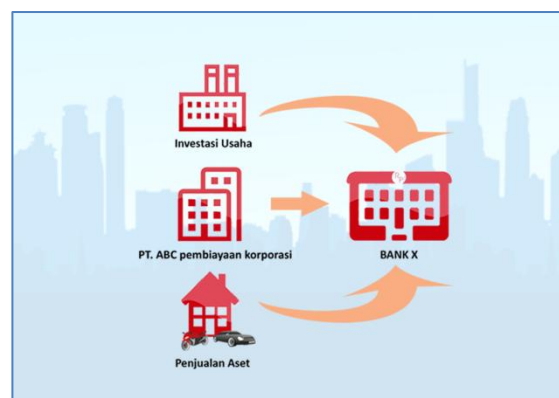 Investasi Usaha
PT. ABC pembiayaan korporasi
BANK X
Penjualan Aset